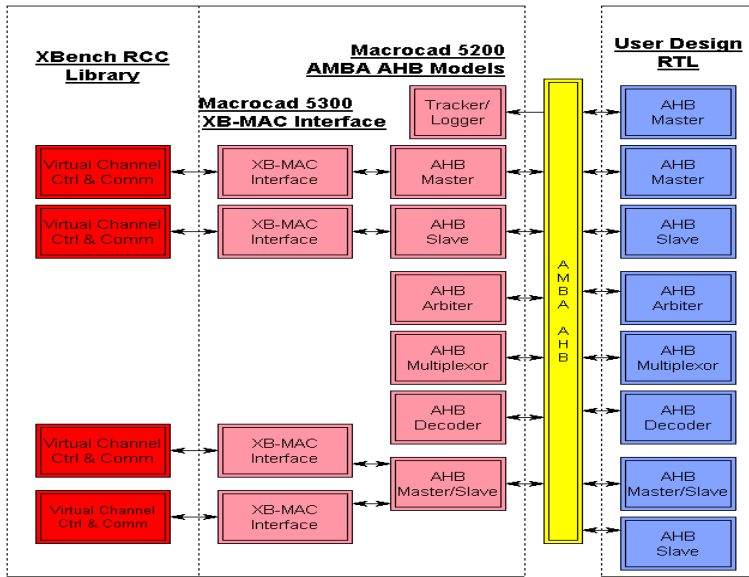 XBench RCC
Library
Macrocad 5200
AMBA AHB Models
Macrocad 5300
XB-MAC Interface
User Design
RTL
Tracker/
Logger
AHB
Master
Virtual Channel
Ctrl & Comm
XB-MAC
Interface
AHB
Master
AHB
Master
Virtual Channel
Ctrl & Comm
XB-MAC
Interface
AHB
Slave
AHB
Slave
AMBA AHB
AHB
Arbiter
AHB
Arbiter
AHB
Multiplexor
AHB
Multiplexor
AHB
Decoder
AHB
Decoder
Virtual Channel
Ctrl & Comm
XB-MAC
Interface
AHB
Master/Slave
AHB
Master/Slave
Virtual Channel
Ctrl & Comm
XB-MAC
Interface
AHB
Slave